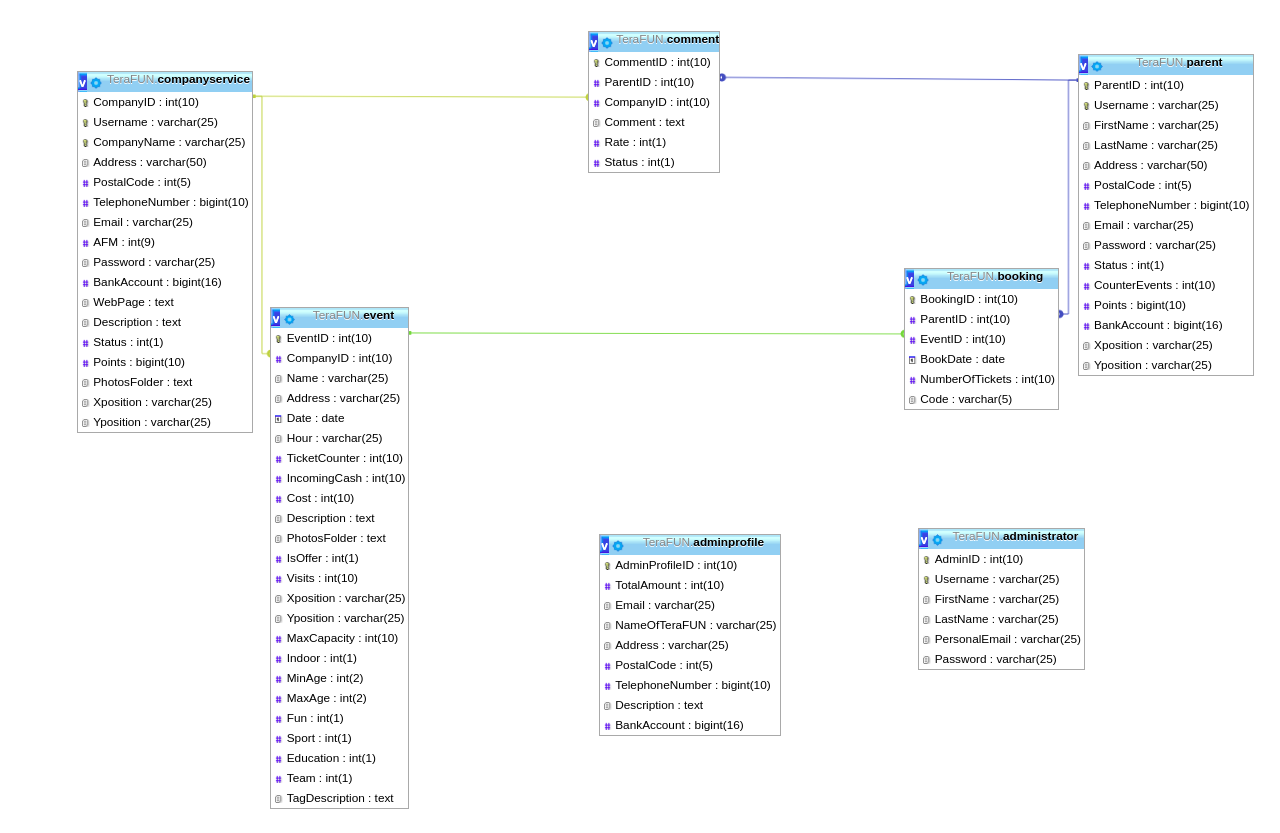 TeraFUN.companyservice
CompanyID : int(10)
Username : varchar(25)
CompanyName : varchar(25)
Address : varchar(50)
PostalCode : int(5)
TelephoneNumber : bigint(10)
Email : varchar(25)
AFM : int(9)
Password : varchar(25)
BankAccount : bigint(16)
WebPage : text
Description : text
Status : int(1)
Points : bigint(10)
PhotosFolder : text
Xposition : varchar(25)
Yposition : varchar(25)
TeraFUN.event
EventID : int(10)
CompanyID : int(10)
Name : varchar(25)
Address : varchar(25)
Date : date
Hour : varchar(25)
TicketCounter : int(10)
IncomingCash : int(10)
Cost : int(10)
Description : text
PhotosFolder : text
IsOffer : int(1)
Visits : int(10)
Xposition : varchar(25)
Yposition : varchar(25)
MaxCapacity : int(10)
Indoor : int(1)
MinAge : int(2)
MaxAge : int(2)
Fun : int(1)
Sport : int(1)
Education : int(1)
Team : int(1)
TagDescription : text
TeraFUN.comment
CommentID : int(10)
ParentID : int(10)
CompanyID : int(10)
Comment : text
Rate : int(1)
Status : int(1)
TeraFUN.parent
ParentID : int(10)
Username : varchar(25)
FirstName : varchar(25)
LastName : varchar(25)
Address : varchar(50)
PostalCode : int(5)
TelephoneNumber : bigint(10)
Email : varchar(25)
Password : varchar(25)
Status : int(1)
CounterEvents : int(10)
Points : bigint(10)
BankAccount : bigint(16)
Xposition : varchar(25)
Yposition : varchar(25)
TeraFUN.booking
BookingID : int(10)
ParentID : int(10)
EventID : int(10)
BookDate : date
NumberOfTickets : int(10)
Code : varchar(5)
TeraFUN.adminprofile
AdminProfileID : int(10)
TotalAmount : int(10)
Email : varchar(25)
NameOfTeraFUN : varchar(25)
Address : varchar(25)
PostalCode : int(5)
TelephoneNumber : bigint(10)
Description : text
BankAccount : bigint(16)
TeraFUN.administrator
AdminID : int(10)
Username : varchar(25)
FirstName : varchar(25)
LastName : varchar(25)
PersonalEmail : varchar(25)
Password : varchar(25)